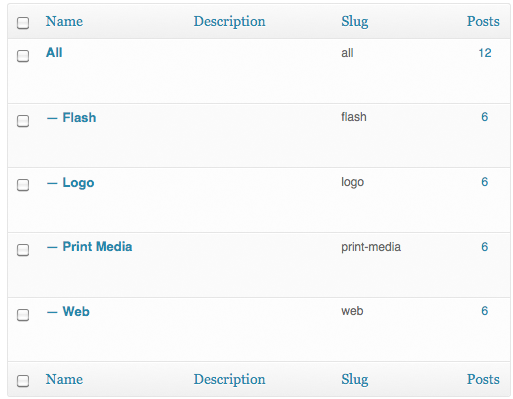 Name Description Slug Posts
All all 12
— Flash flash 6
— Logo logo 6
— Print Media print-media 6
— Web web 6
Name Description Slug Posts